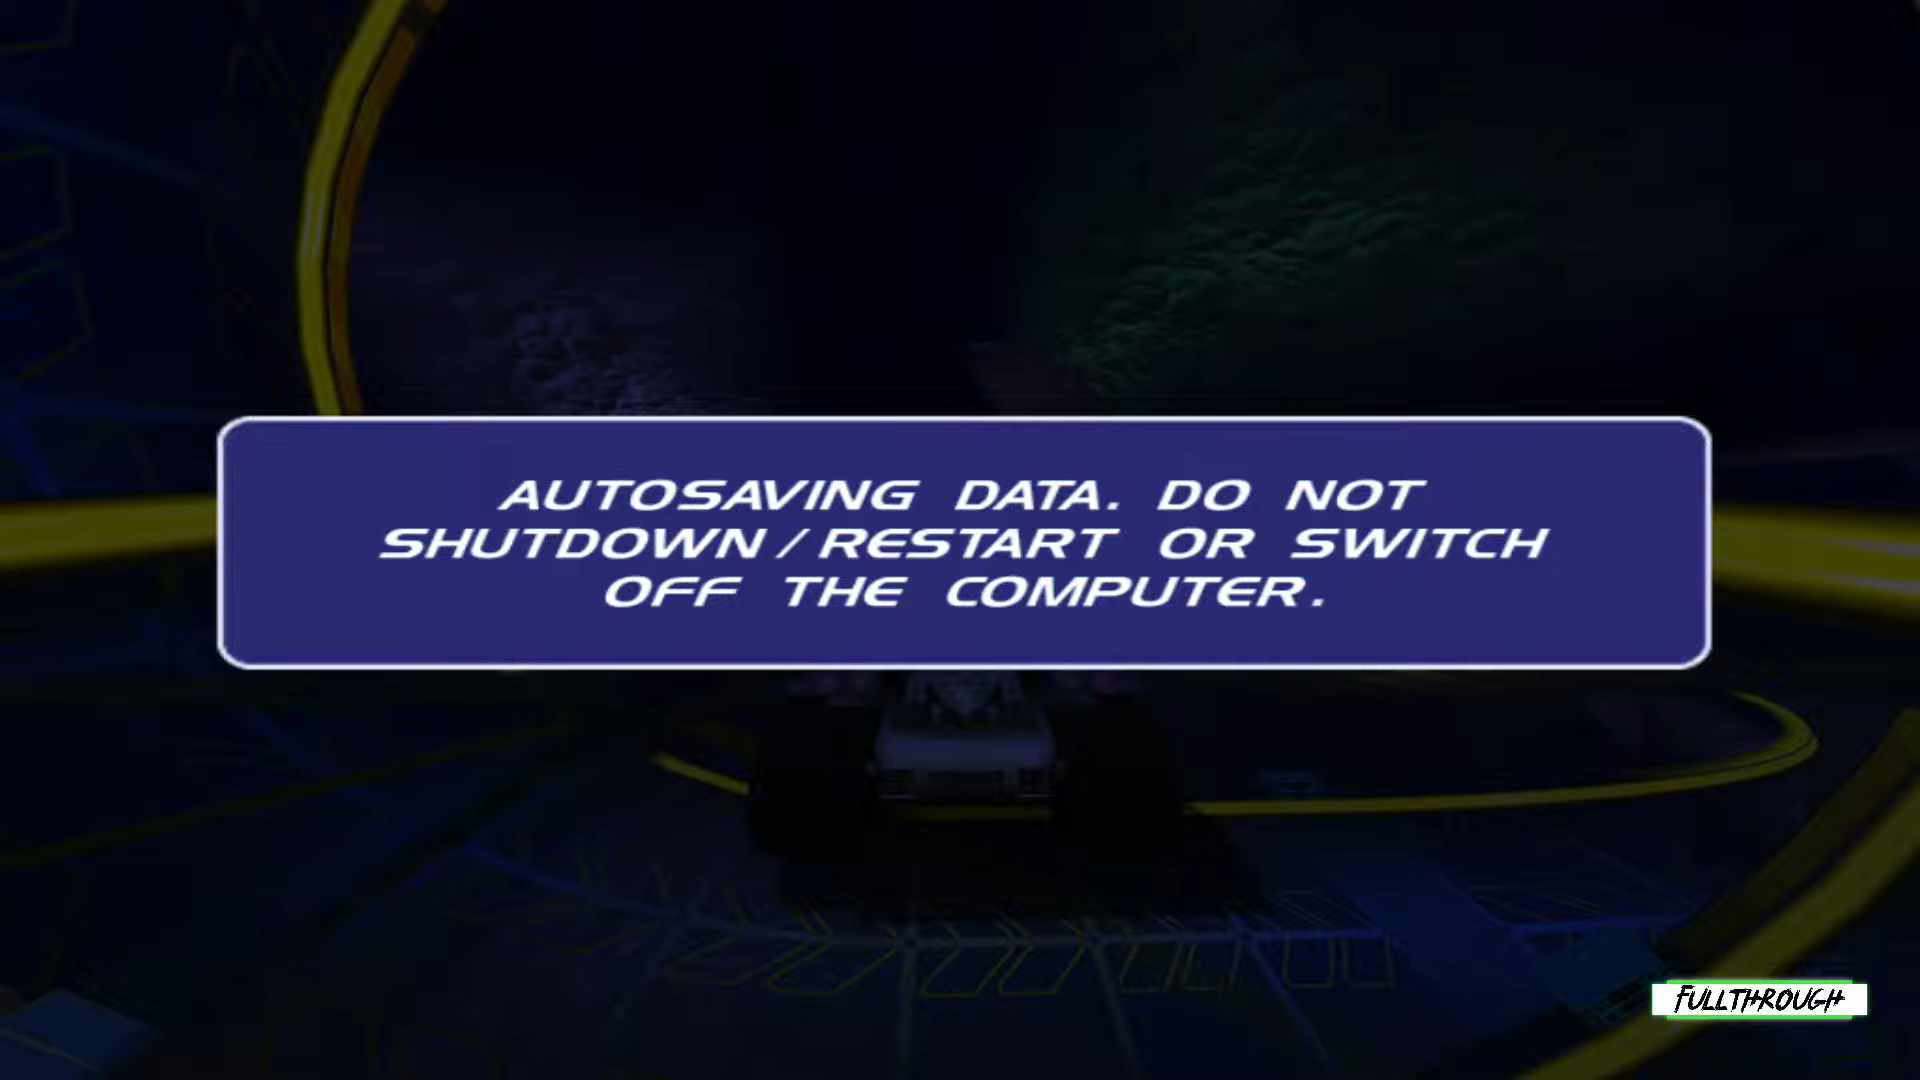 AUTOSAVING DATA. DO NOT
SHUTDOWN/RESTART OR SWITCH
OFF THE COMPUTER.
FULLTHROUGH